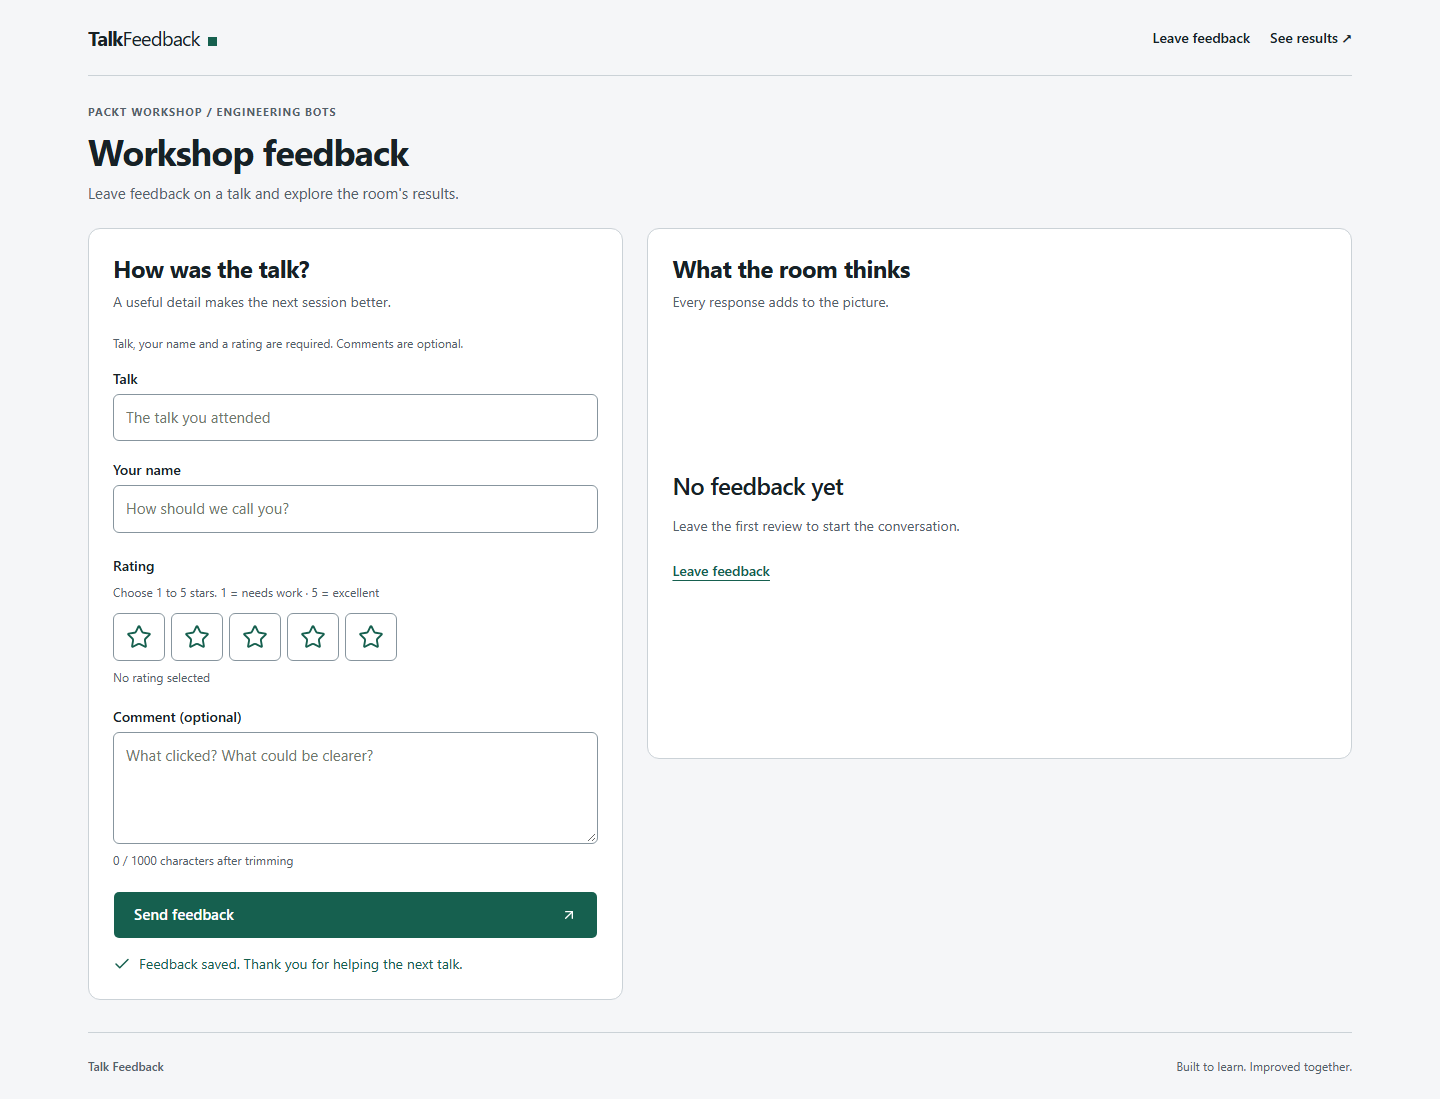 TalkFeedback
Leave feedback
See results ↗
PACKT WORKSHOP / ENGINEERING BOTS
Workshop feedback
Leave feedback on a talk and explore the room's results.
How was the talk?
A useful detail makes the next session better.
Talk, your name and a rating are required. Comments are optional.
Talk
The talk you attended
Your name
How should we call you?
Rating
Choose 1 to 5 stars. 1 = needs work · 5 = excellent
No rating selected
Comment (optional)
What clicked? What could be clearer?
0 / 1000 characters after trimming
Send feedback
Feedback saved. Thank you for helping the next talk.
What the room thinks
Every response adds to the picture.
No feedback yet
Leave the first review to start the conversation.
Leave feedback
Talk Feedback
Built to learn. Improved together.